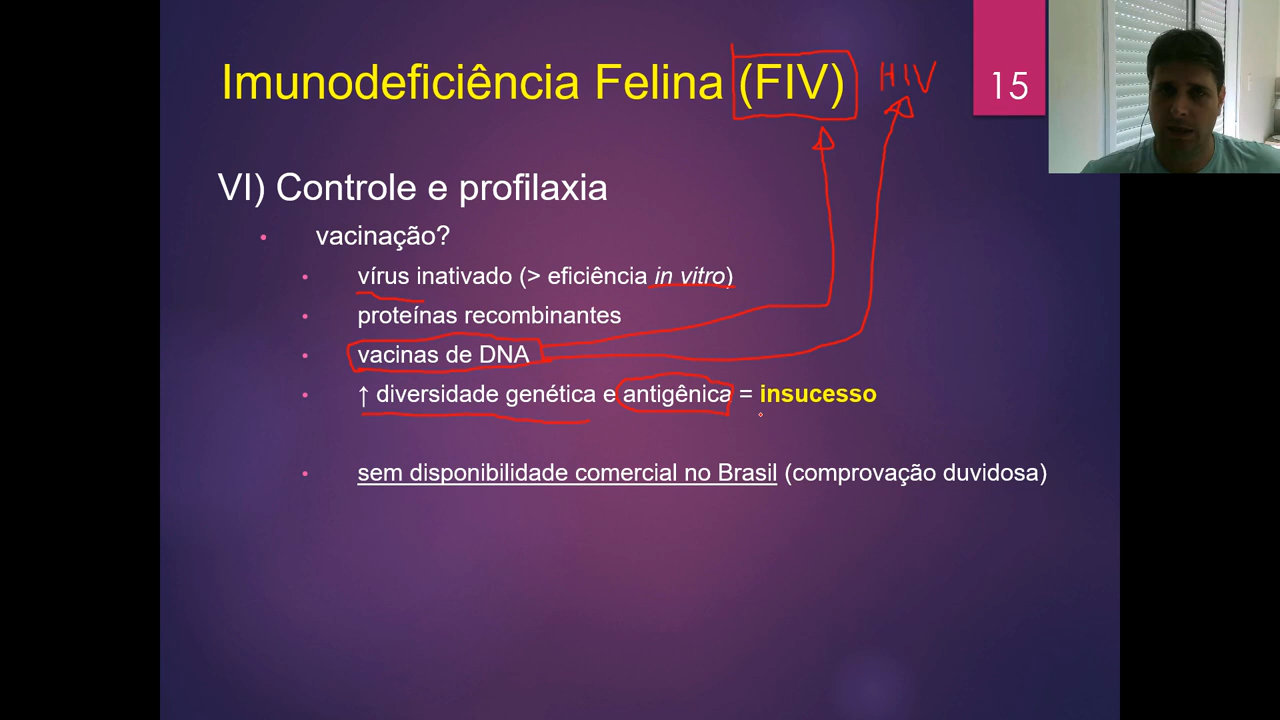 Imunodeficiência Felina (FIV) HIV
15
VI) Controle e profilaxia
• vacinação?
• vírus inativado (> eficiência in vitro)
• proteínas recombinantes
• vacinas de DNA
• ↑ diversidade genética e antigênica = insucesso
• sem disponibilidade comercial no Brasil (comprovação duvidosa)